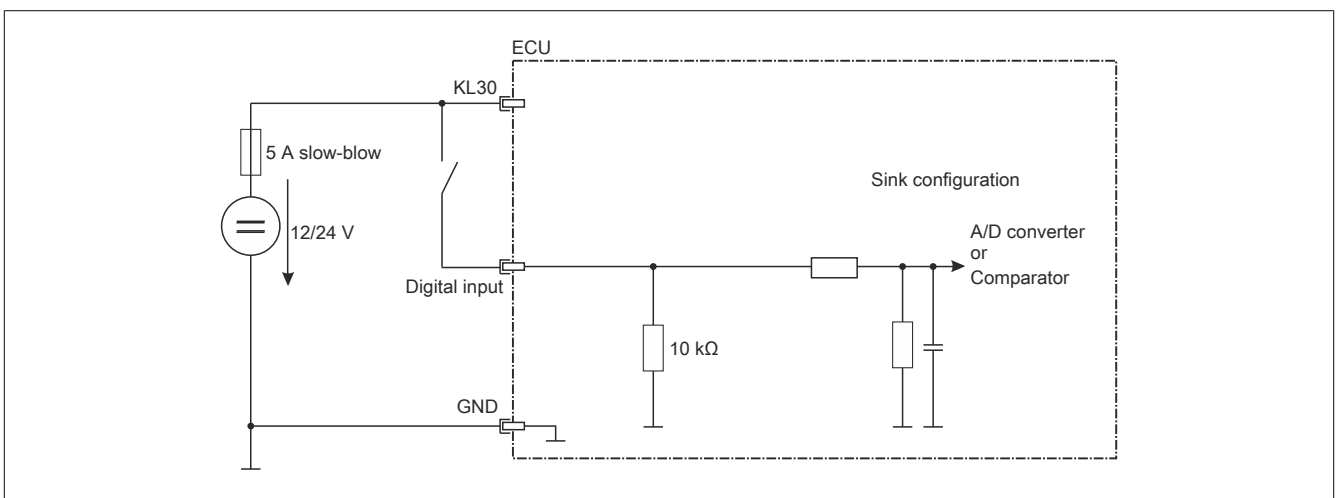 ECU
KL30
5 A slow-blow
Sink configuration
12/24 V
A/D converter
or
Comparator
Digital input
10 kΩ
GND